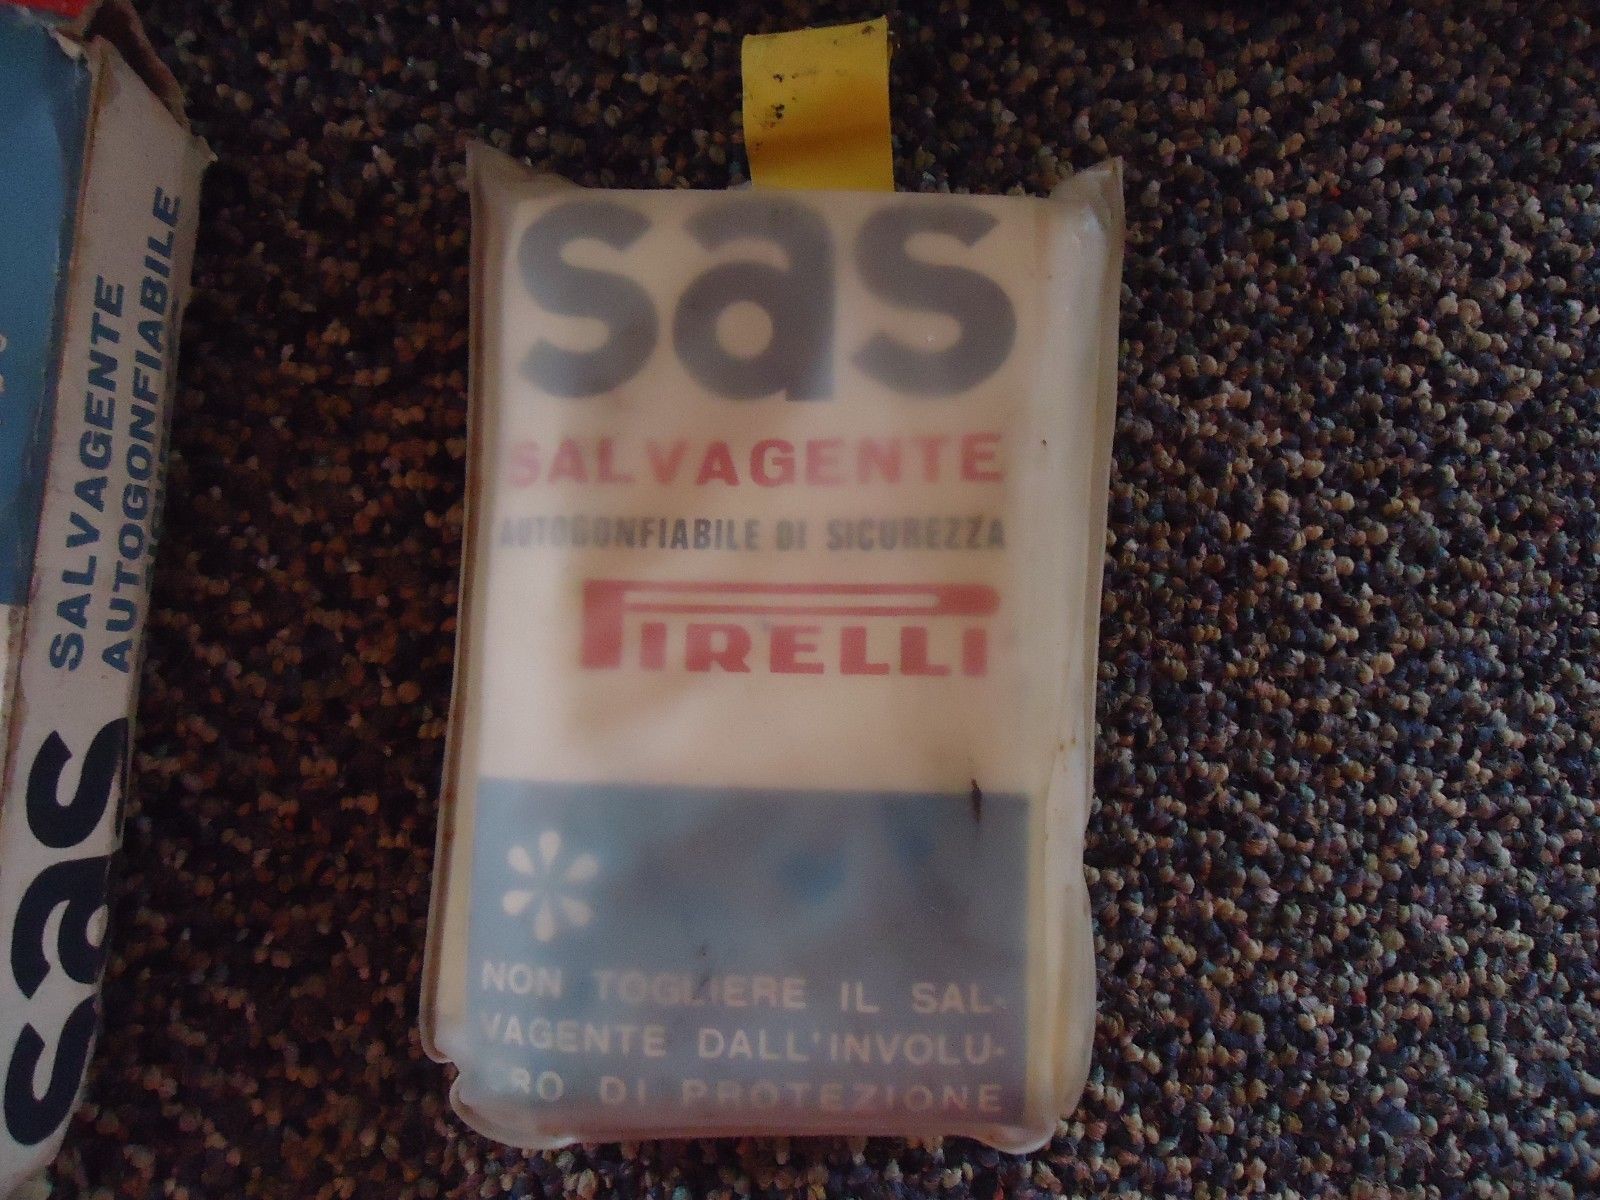 sas
SALVAGENTE
AUTOGONFIABILE DI SICUREZZA
PIRELLI
NON TOGLIERE IL SAL-
VAGENTE DALL'INVOLU-
CRO DI PROTEZIONE
sas
SALVAGENTE
AUTOGONFIABILE